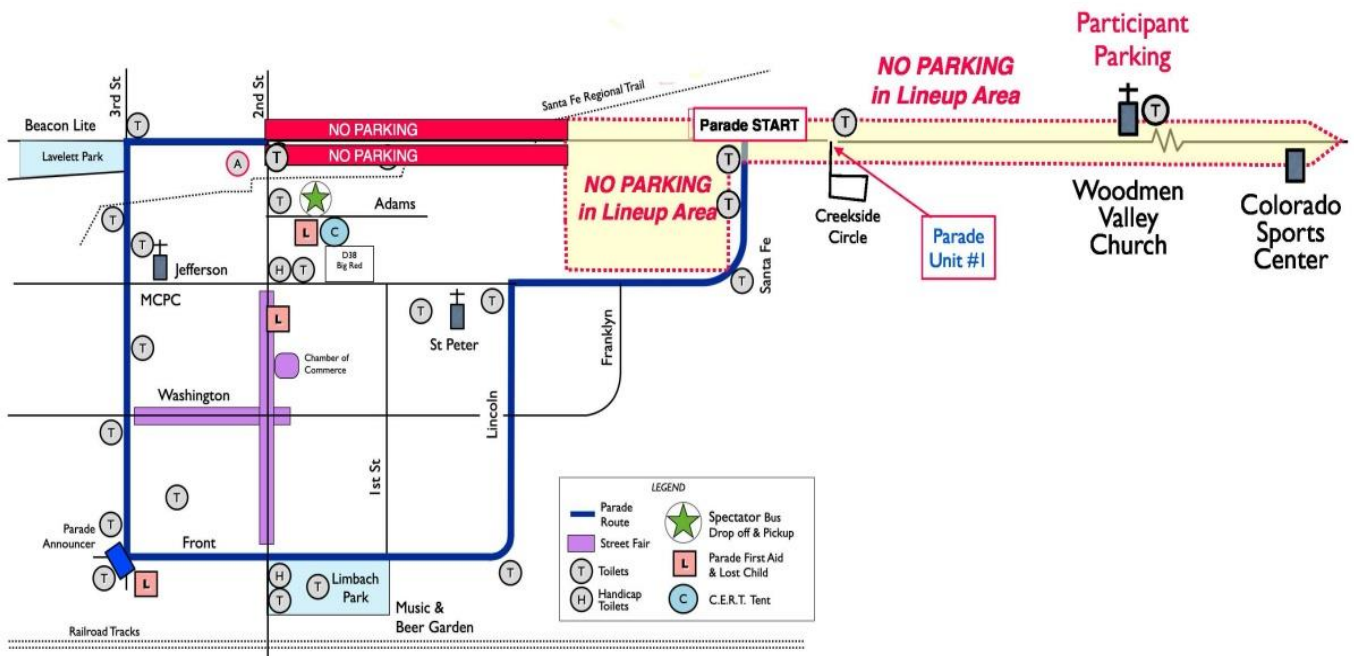 Participant
Parking
NO PARKING
in Lineup Area
3rd St
2nd St
Santa Fe Regional Trail
Beacon Lite
T
NO PARKING
Parade START
T
T
Lavelett Park
A
T
NO PARKING
T
NO PARKING
in Lineup Area
T
T
Adams
T
L
C
Creekside
Circle
Parade
Unit #1
Woodmen
Valley
Church
Colorado
Sports
Center
T
D38
Big Red
Jefferson
H
T
T
Santa Fe
MCPC
L
T
T
St Peter
Franklyn
T
Chamber of
Commerce
Washington
Lincoln
T
1st St
T
LEGEND
Parade
Route
Spectator Bus
Drop off & Pickup
Street Fair
T
Toilets
L
Parade First Aid
& Lost Child
H
Handicap
Toilets
C
C.E.R.T. Tent
Parade
Announcer
T
Front
T
L
H
T
T
Limbach
Park
T
Music &
Beer Garden
Railroad Tracks